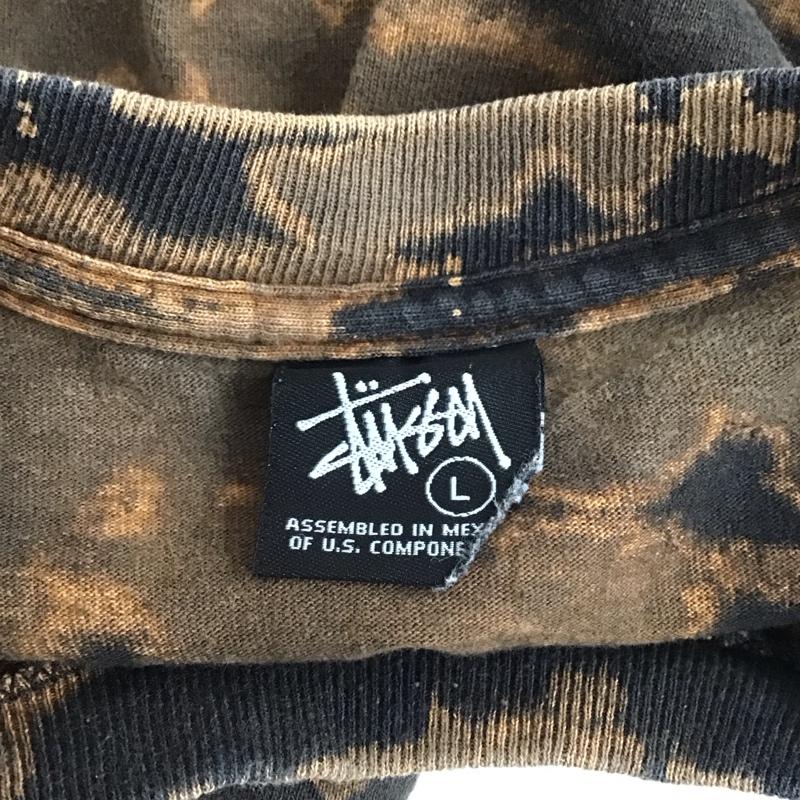 Stüssy
L
ASSEMBLED IN MEX
OF U.S. COMPONE